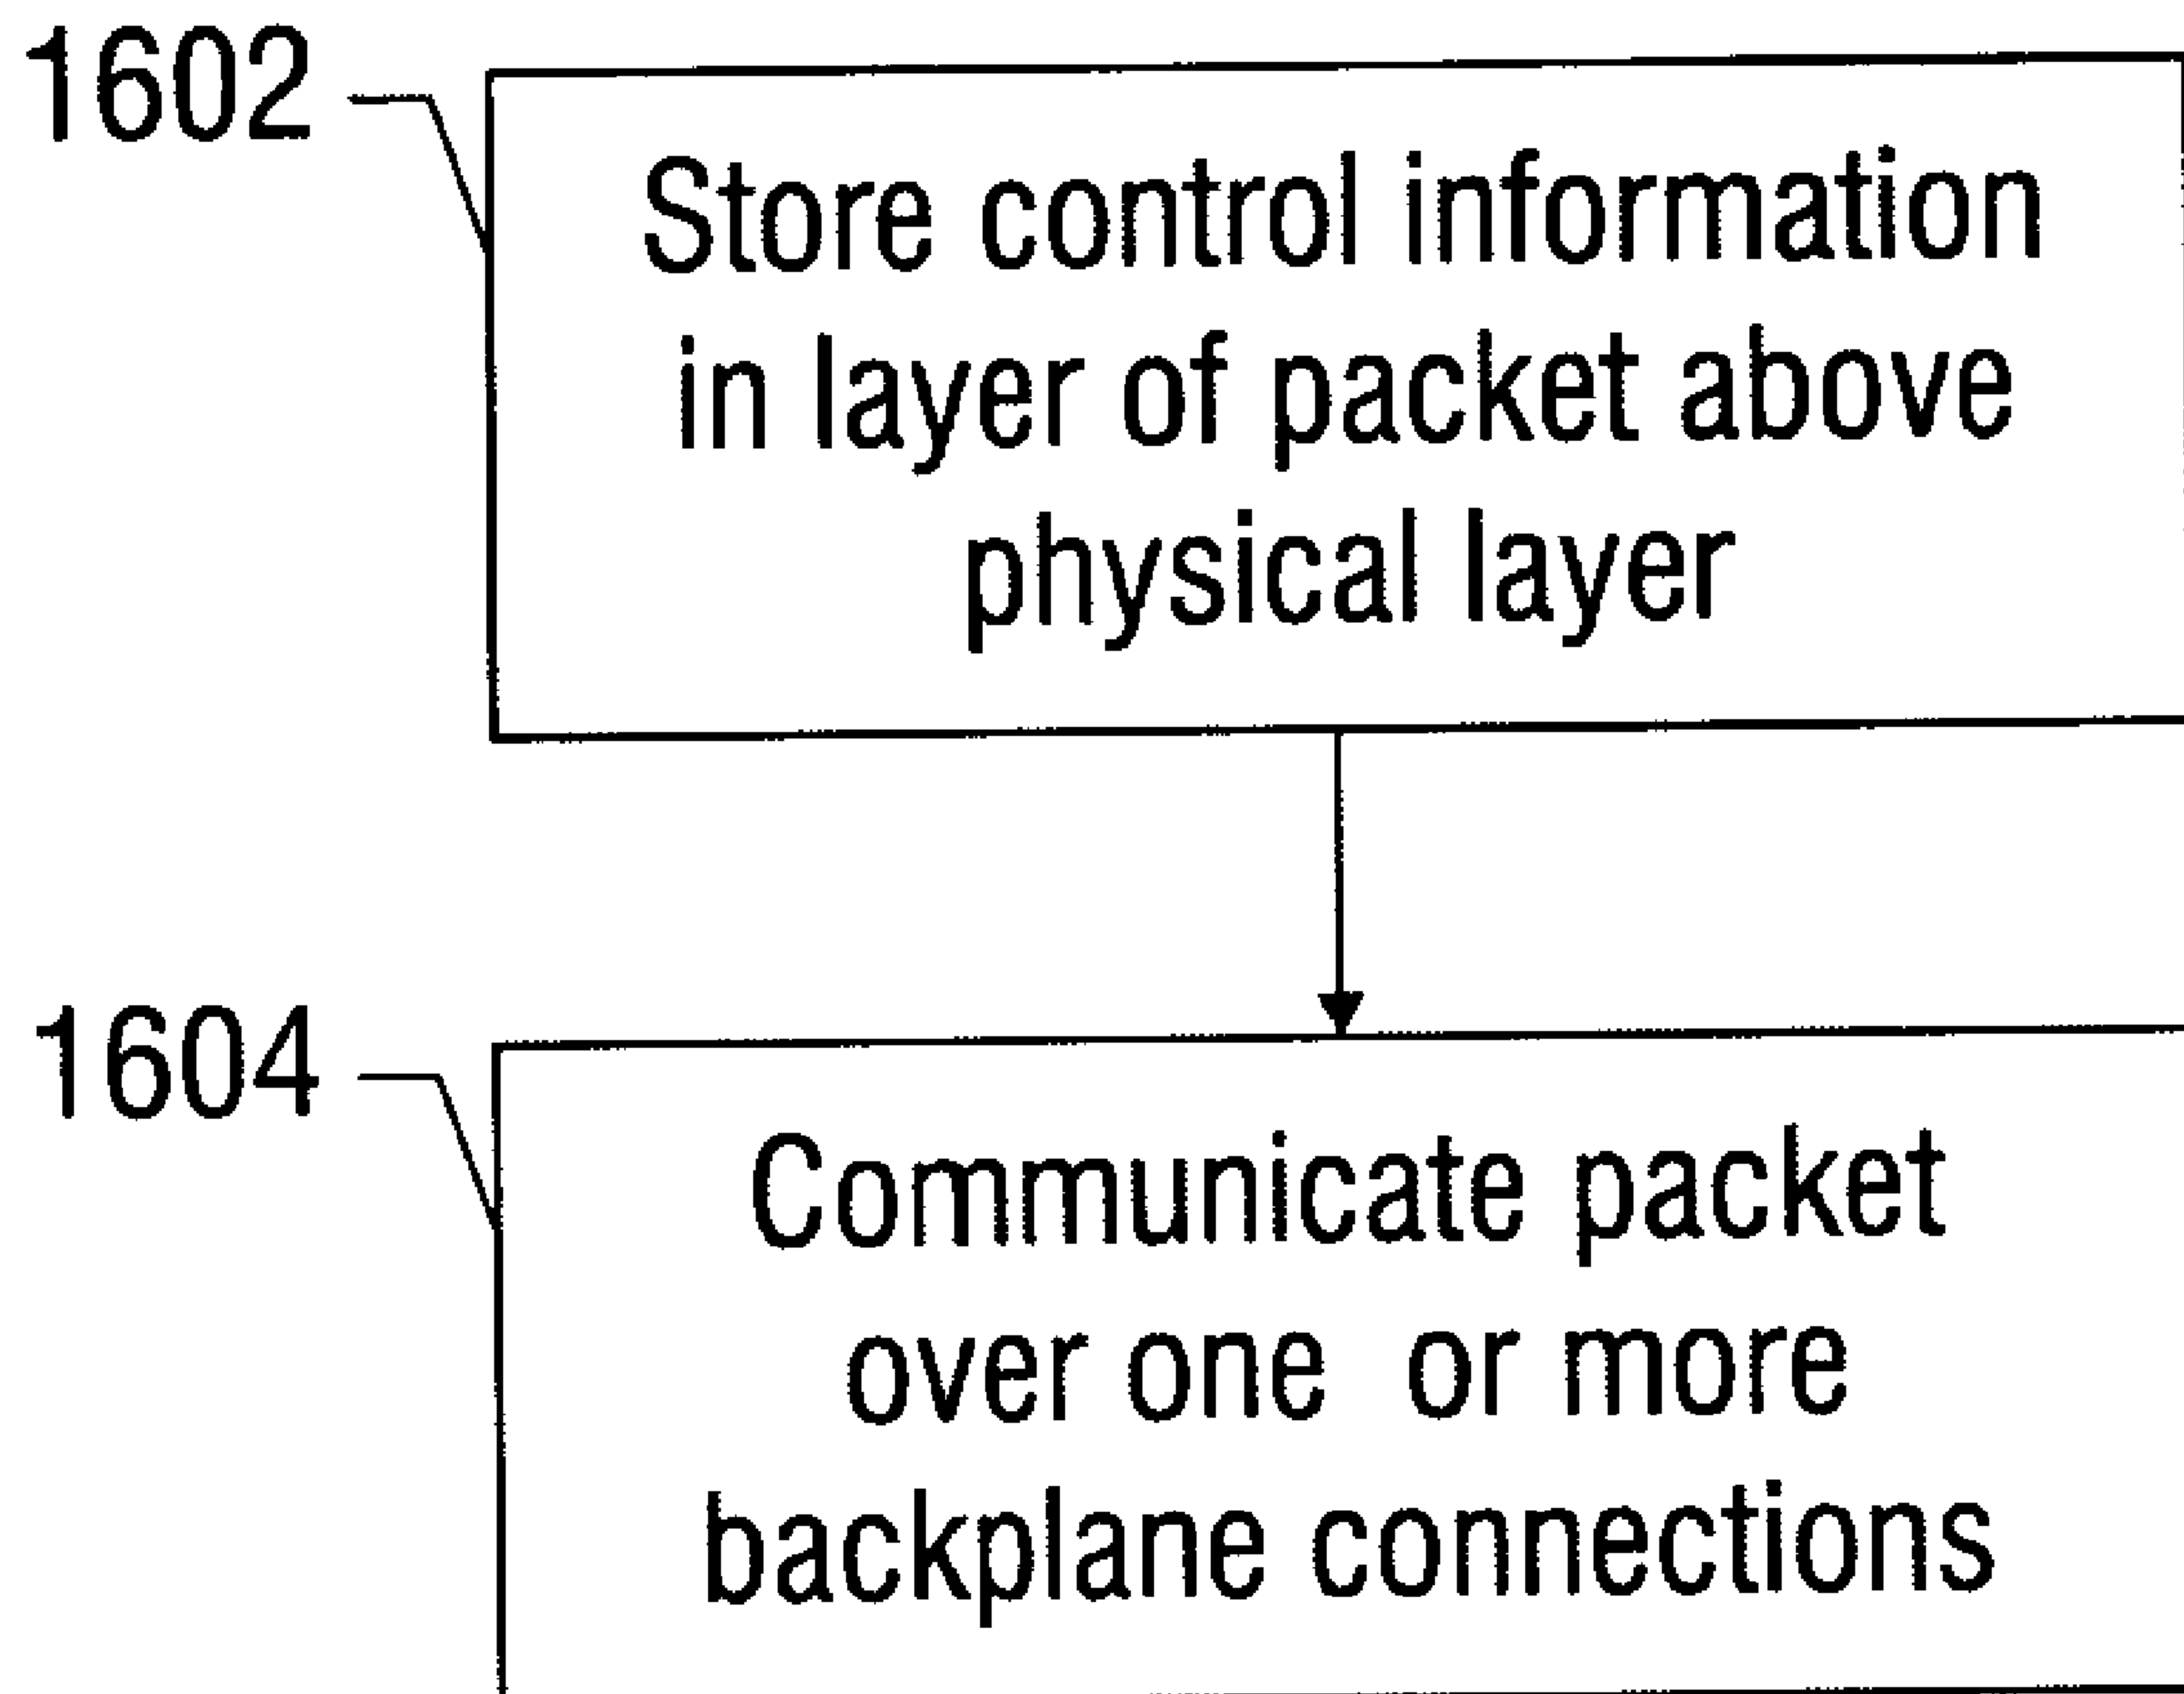 1602
Store control information
in layer of packet above
physical layer
1604
Communicate packet
over one or more
backplane connections